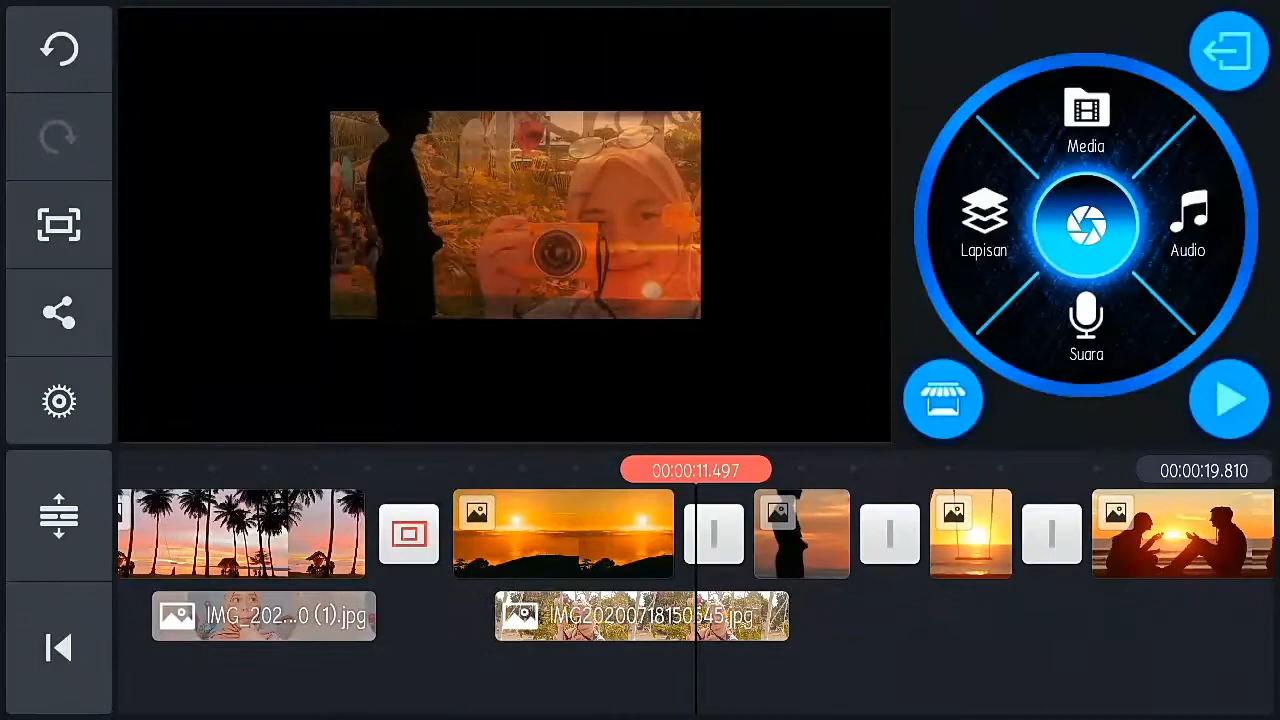 Media
Lapisan
Audio
Suara
00:00:11.497
00:00:19.810
IMG_202...0 (1).jpg
IMG20200718150545.jpg